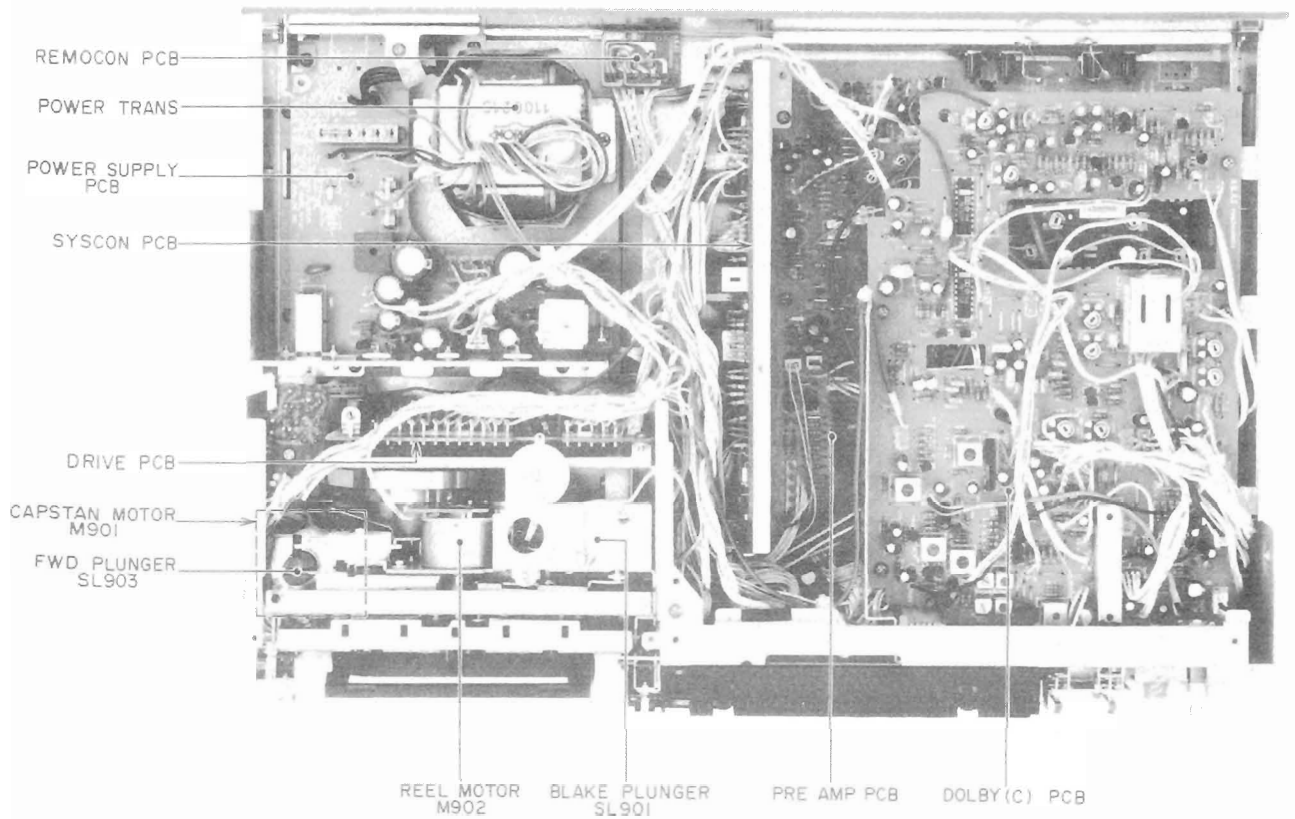 REMOCON PCB
POWER TRANS
POWER SUPPLY
PCB
SYSCON PCB
DRIVE PCB
CAPSTAN MOTOR
M901
FWD PLUNGER
SL903
REEL MOTOR
M902
BLAKE PLUNGER
SL901
PRE AMP PCB
DOLBY (C) PCB